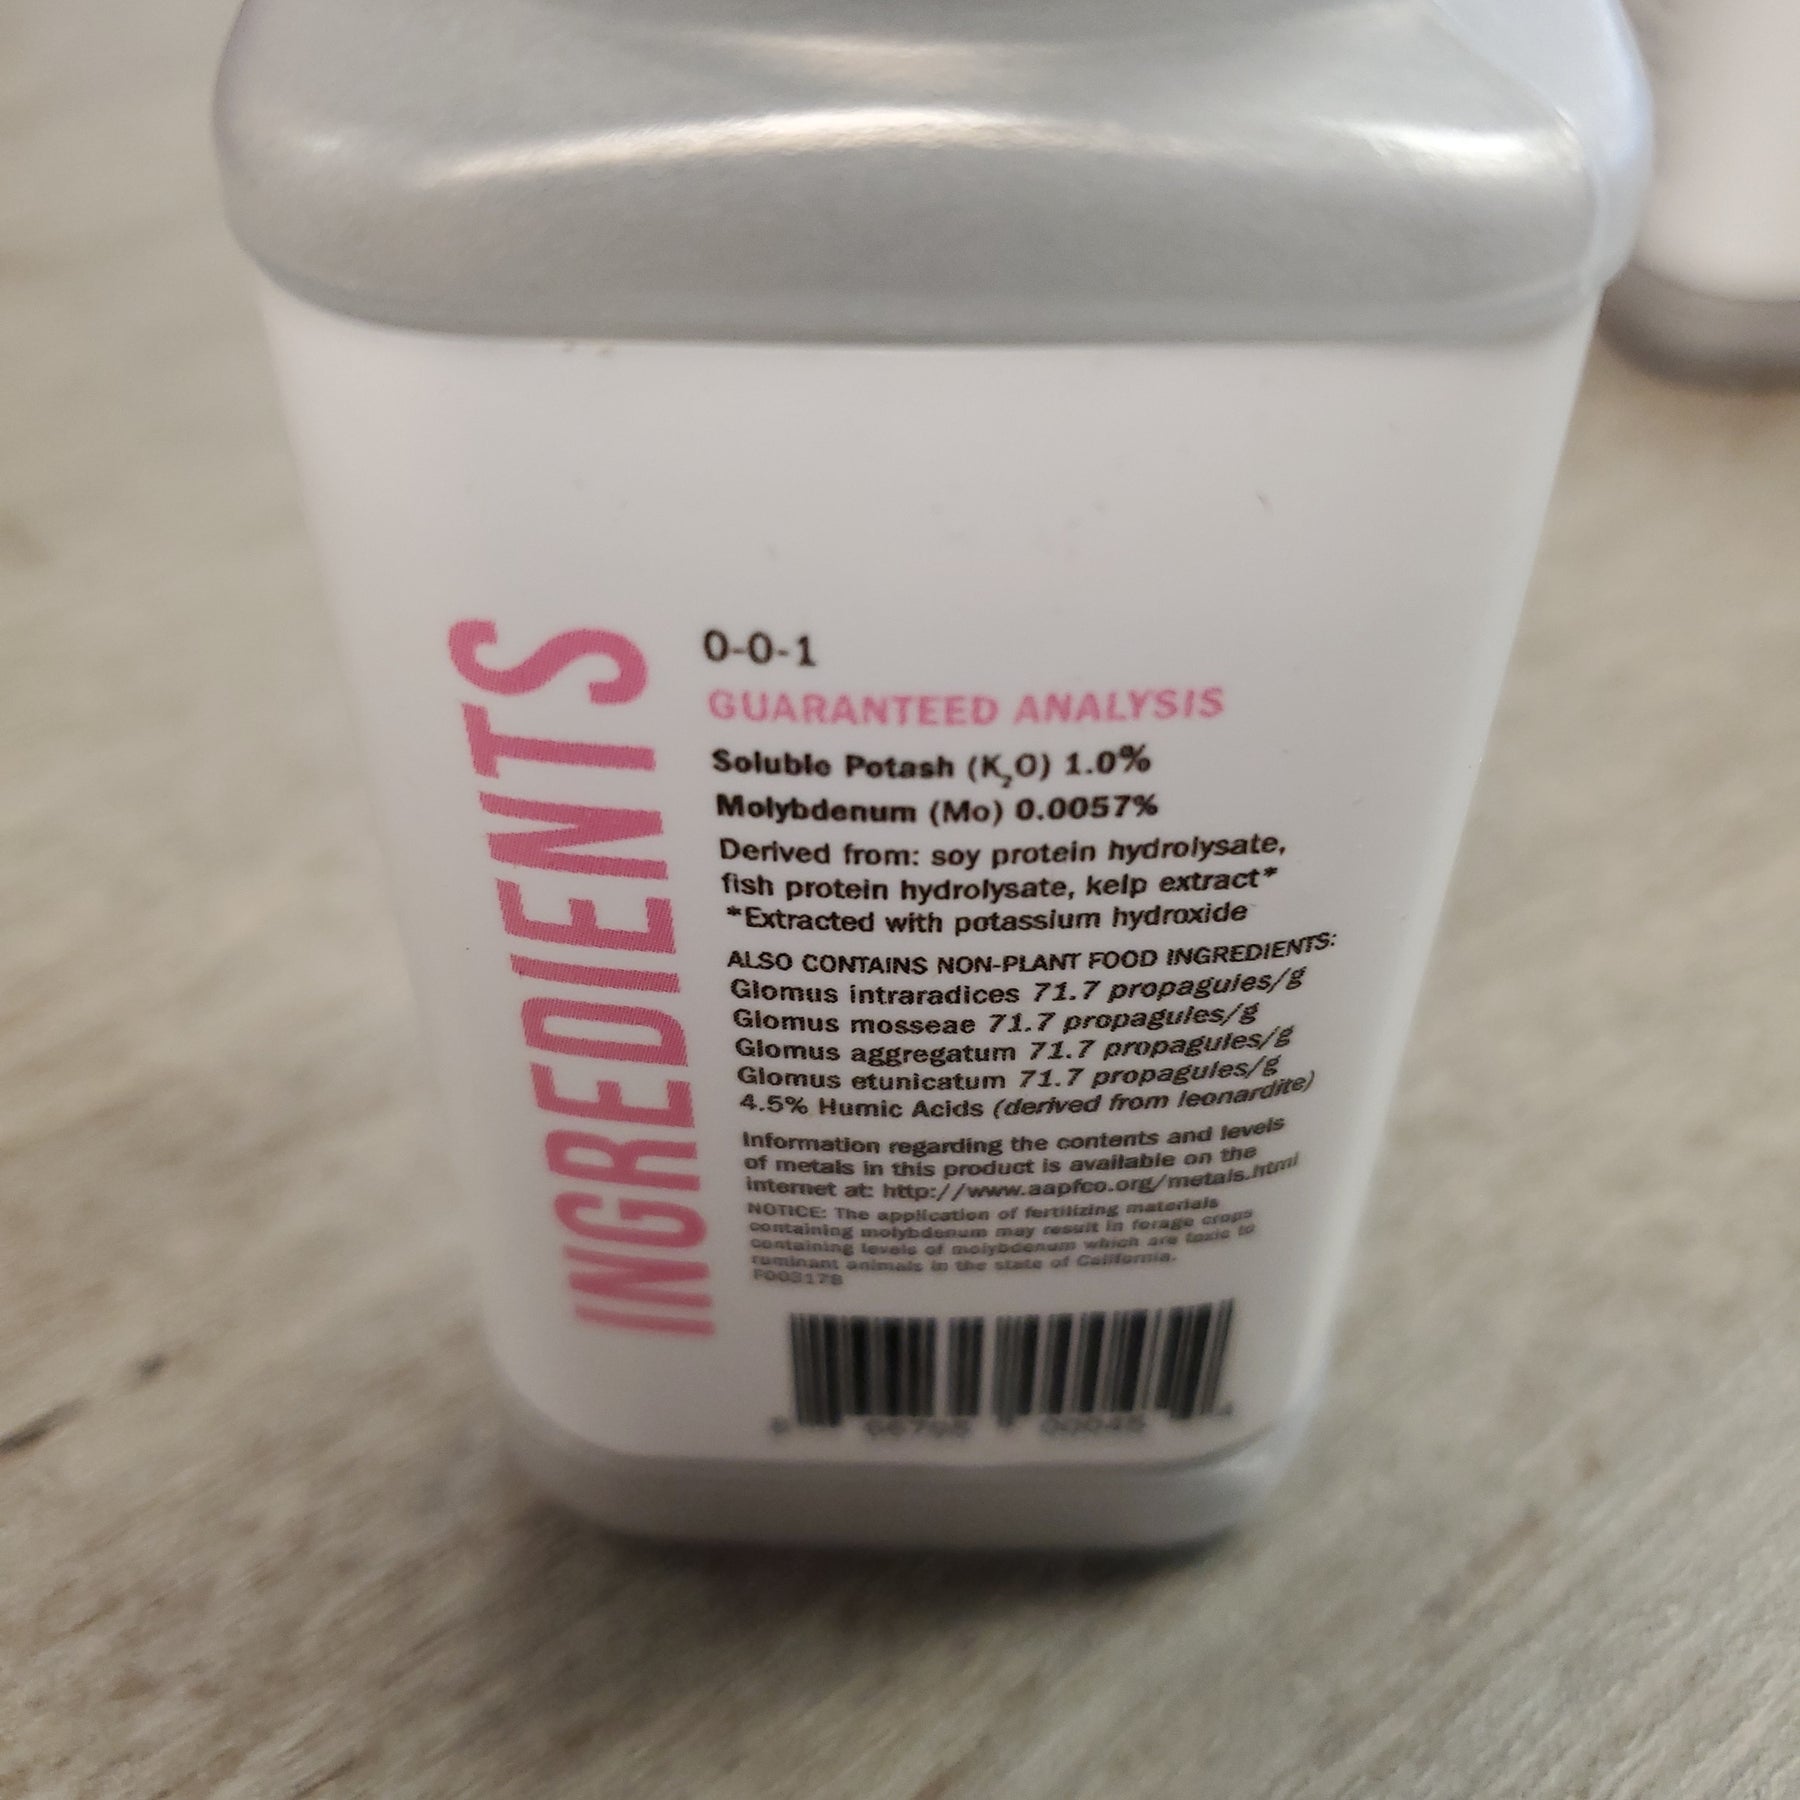 INGREDIENTS
0-0-1
GUARANTEED ANALYSIS
Soluble Potash (K₂O) 1.0%
Molybdenum (Mo) 0.0057%
Derived from: soy protein hydrolysate,
fish protein hydrolysate, kelp extract*
*Extracted with potassium hydroxide
ALSO CONTAINS NON-PLANT FOOD INGREDIENTS:
Glomus intraradices 71.7 propagules/g
Glomus mosseae 71.7 propagules/g
Glomus aggregatum 71.7 propagules/g
Glomus etunicatum 71.7 propagules/g
4.5% Humic Acids (derived from leonardite)
Information regarding the contents and levels
of metals in this product is available on the
internet at: http://www.aapfco.org/metals.html
NOTICE: The application of fertilizing materials
containing molybdenum may result in forage crops
containing levels of molybdenum which are toxic to
ruminant animals in the state of California.